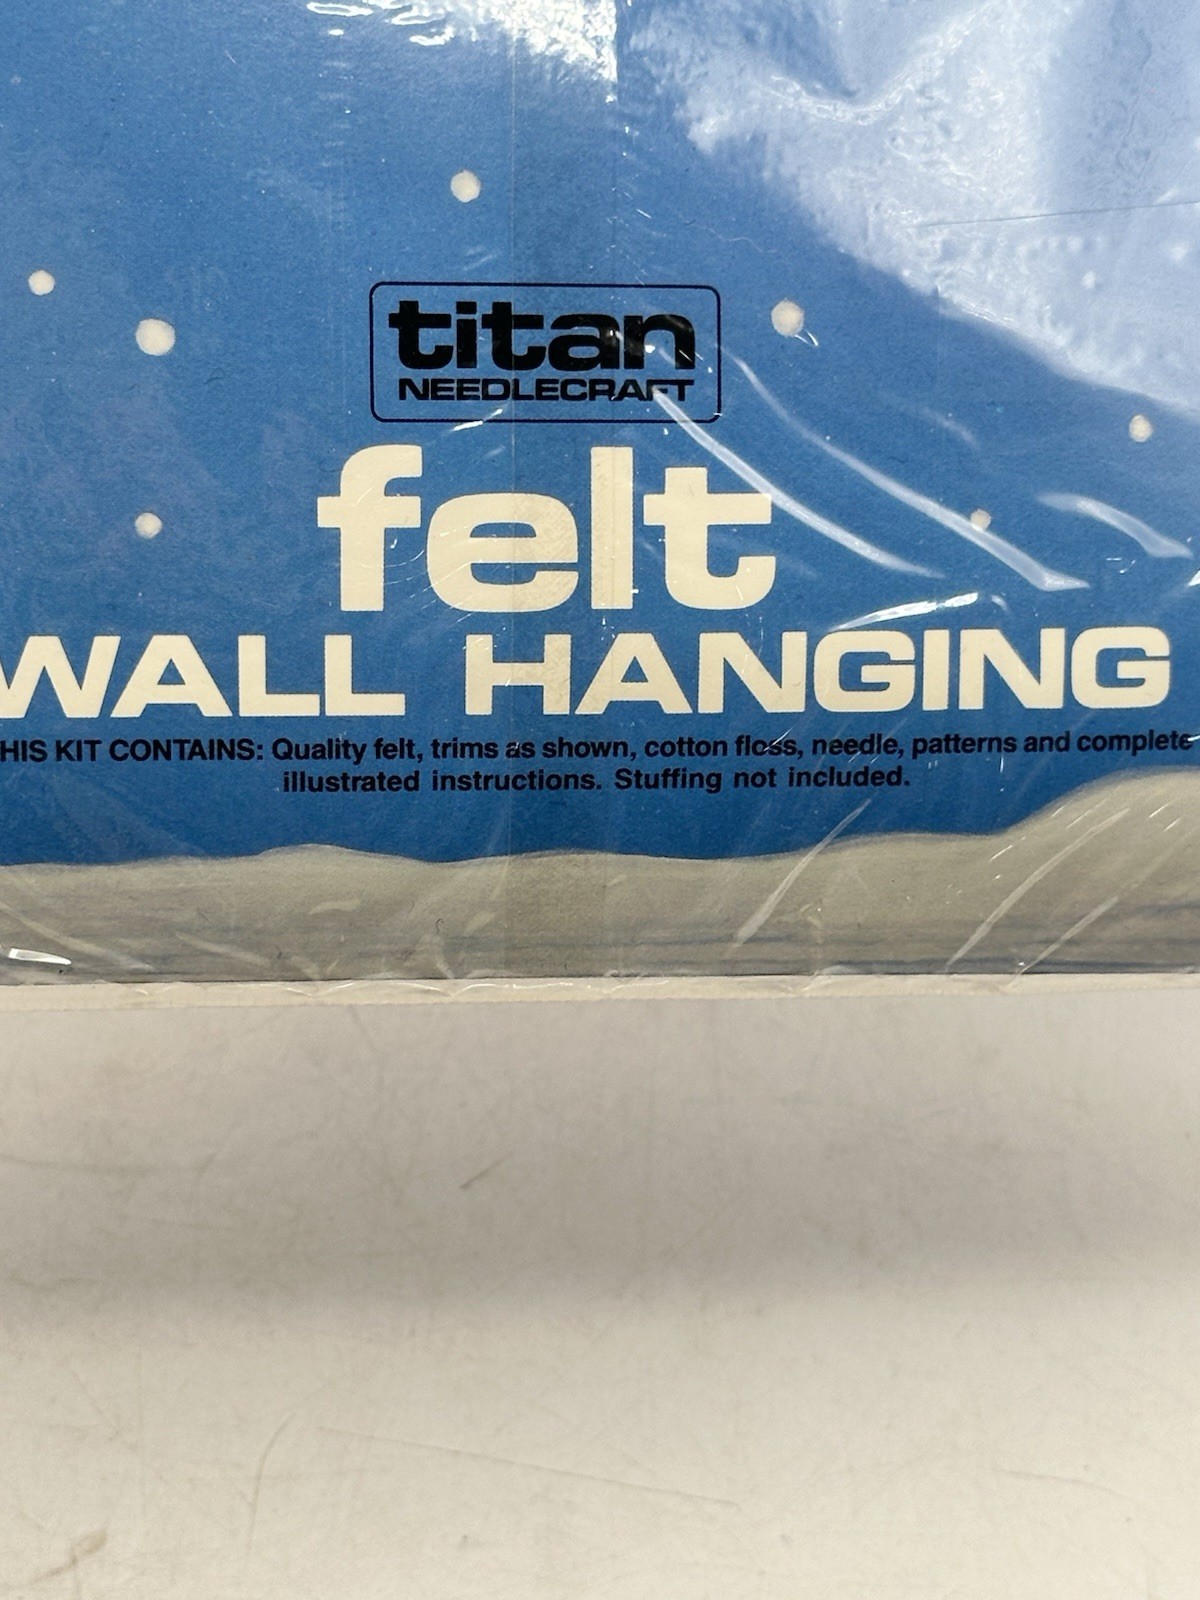 titan
NEEDLECRAFT
felt
WALL HANGING
HIS KIT CONTAINS: Quality felt, trims as shown, cotton floss, needle, patterns and complete
illustrated instructions. Stuffing not included.